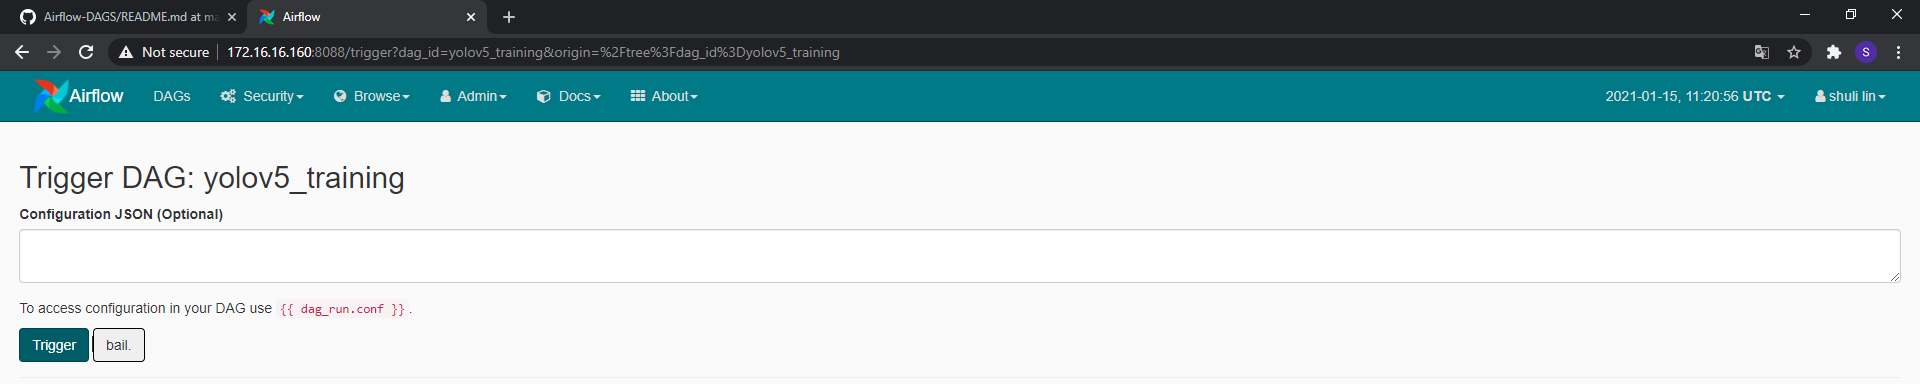 Airflow-DAGS/README.md at ma
Airflow
Not secure 172.16.16.160:8088/trigger?dag_id=yolov5_training&origin=%2Ftree%3Fdag_id%3Dyolov5_training
S
Airflow DAGs Security Browse Admin Docs About 2021-01-15, 11:20:56 UTC shuli lin
Trigger DAG: yolov5_training
Configuration JSON (Optional)
To access configuration in your DAG use {{ dag_run.conf }}.
Trigger bail.